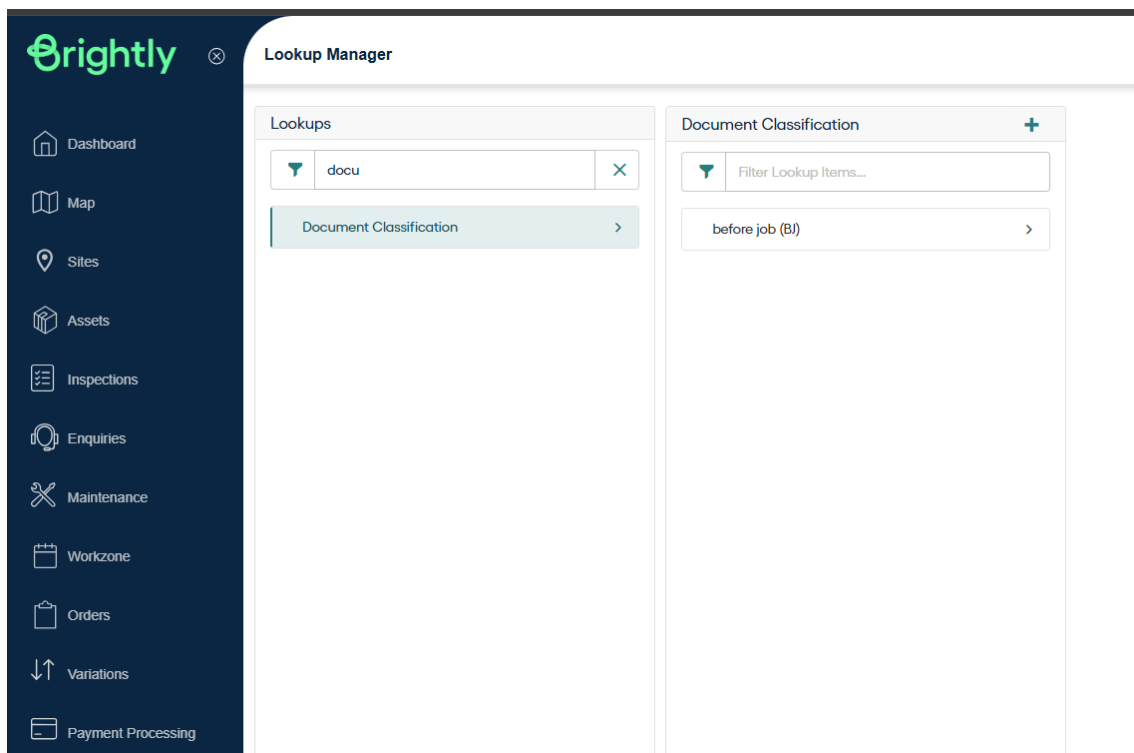 Brightly
Lookup Manager
Dashboard
Map
Sites
Assets
Inspections
Enquiries
Maintenance
Workzone
Orders
Variations
Payment Processing
Lookups
docu
Document Classification
Document Classification
Filter Lookup Items...
before job (BJ)